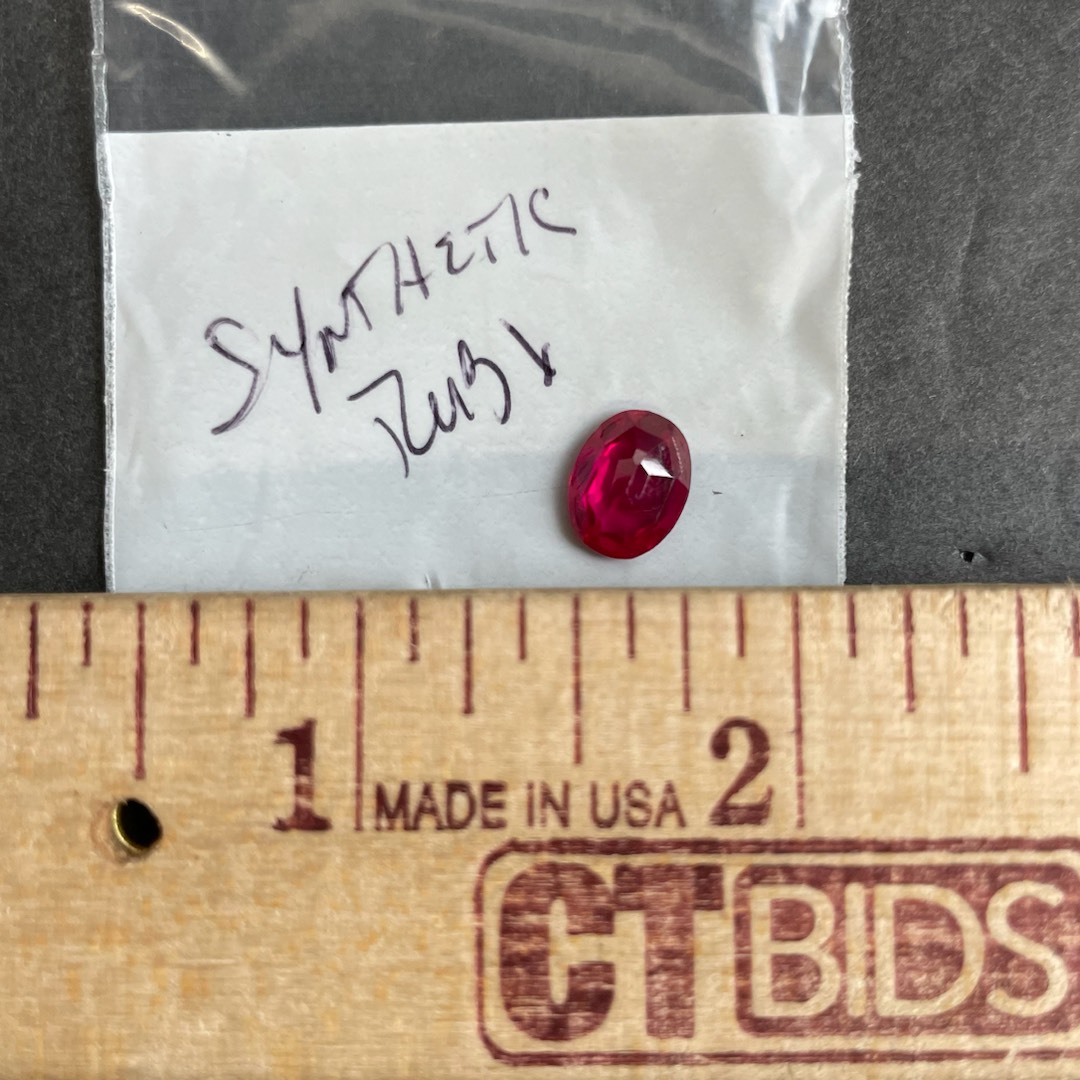 SYNTHETIC
RUBY
1 MADE IN USA 2
CTBIDS